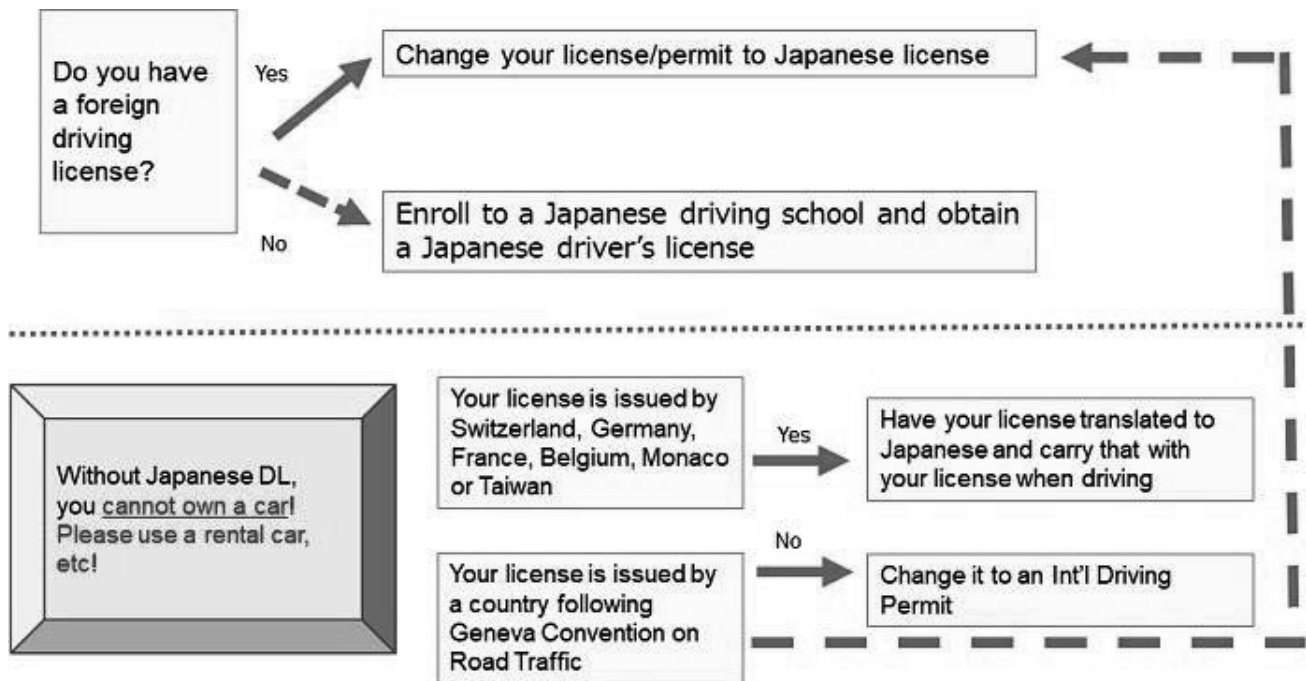 Do you have
a foreign
driving
license?
Yes
Change your license/permit to Japanese license
No
Enroll to a Japanese driving school and obtain
a Japanese driver's license
Without Japanese DL,
you cannot own a car!
Please use a rental car,
etc!
Your license is issued by
Switzerland, Germany,
France, Belgium, Monaco
or Taiwan
Yes
Have your license translated to
Japanese and carry that with
your license when driving
Your license is issued by
a country following
Geneva Convention on
Road Traffic
No
Change it to an Int'l Driving
Permit